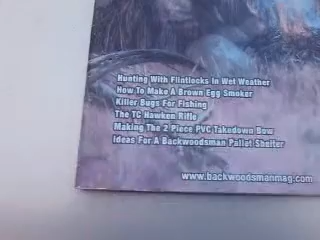 Hunting With Flintlocks In Wet Weather
How To Make A Brown Egg Smoker
Killer Bugs For Fishing
The TC Hawken Rifle
Making The 2 Piece PVC Takedown Bow
Ideas For A Backwoodsman Pallet Shelter
www.backwoodsmanmag.com